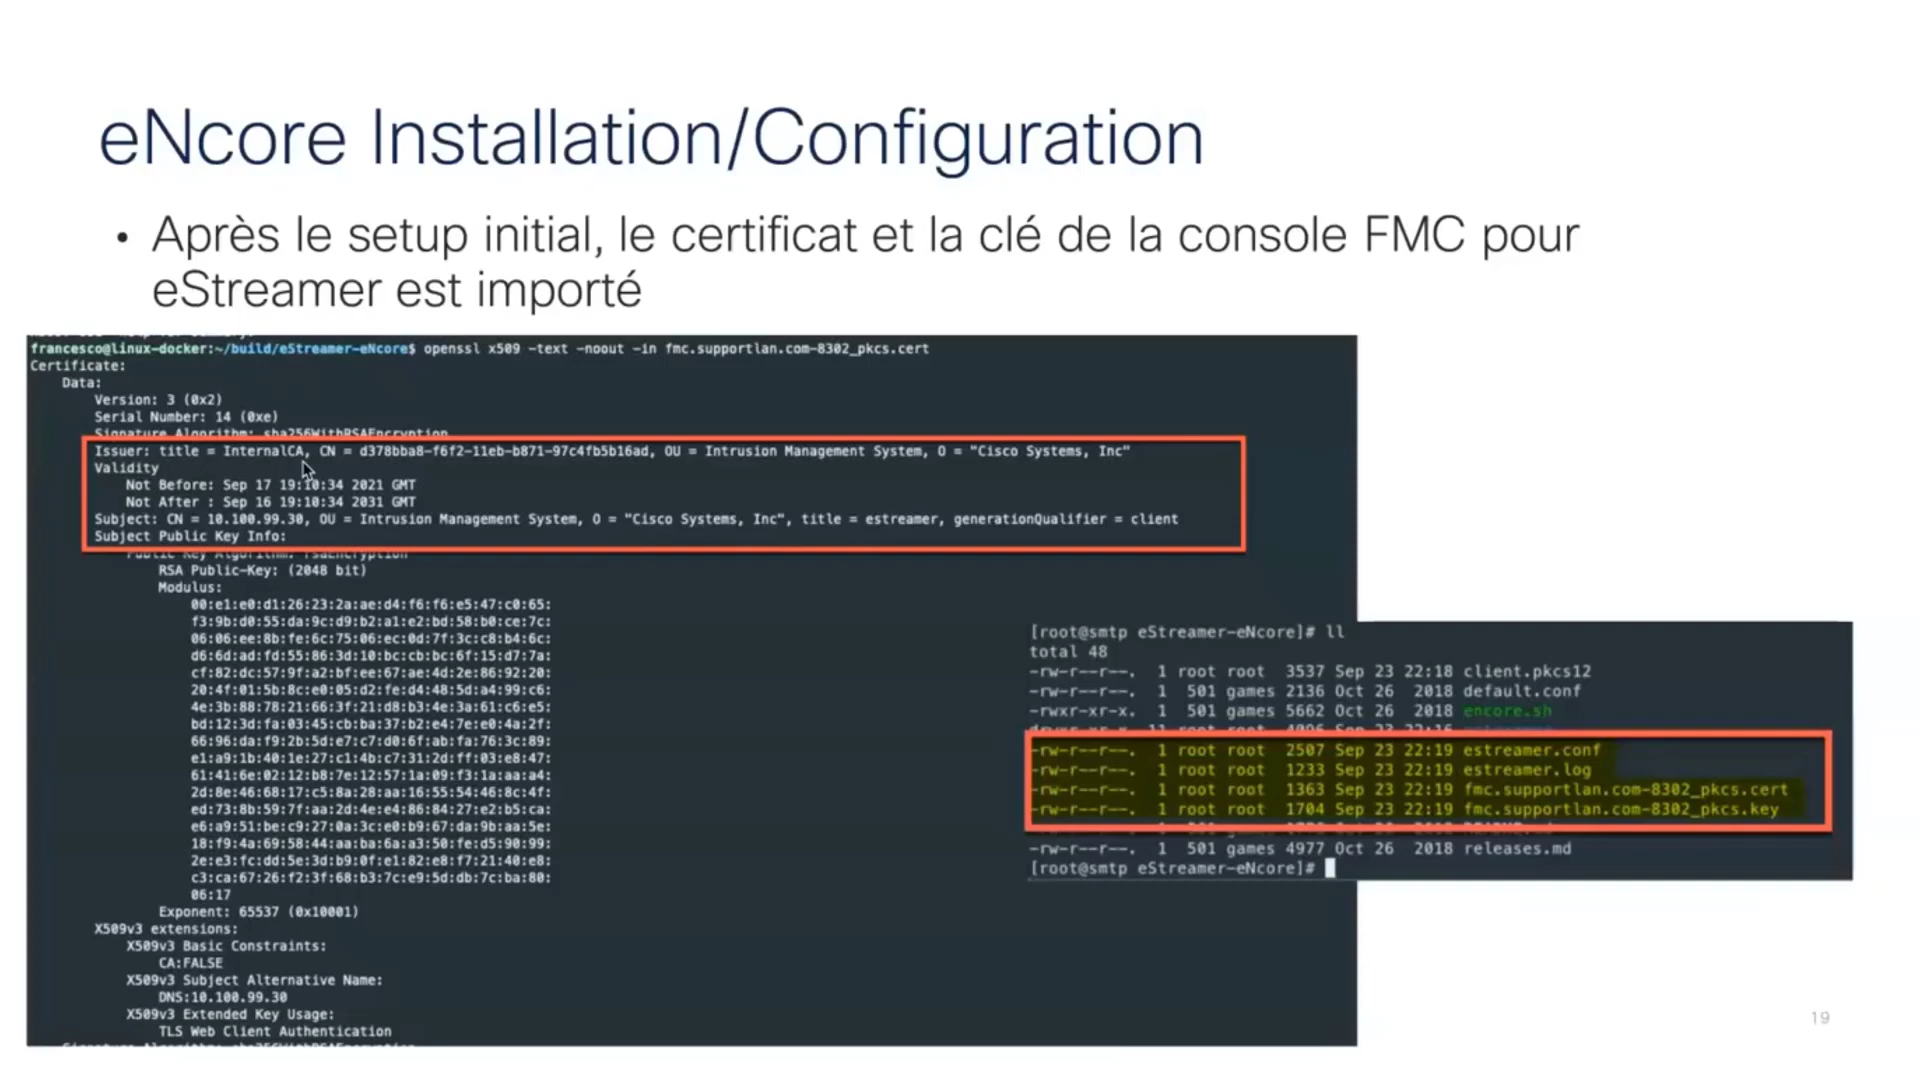 eNcore Installation/Configuration
• Après le setup initial, le certificat et la clé de la console FMC pour
eStreamer est importé
francesco@linux-docker:~/build/eStreamer-eNcore$ openssl x509 -text -noout -in fmc.supportlan.com-8302_pkcs.cert
Certificate:
Data:
Version: 3 (0x2)
Serial Number: 14 (0xe)
Signature Algorithm: sha256WithRSAEncryption
Issuer: title = InternalCA, CN = d378bba8-f6f2-11eb-b871-97c4fb5b16ad, OU = Intrusion Management System, O = "Cisco Systems, Inc"
Validity
Not Before: Sep 17 19:10:34 2021 GMT
Not After : Sep 16 19:10:34 2031 GMT
Subject: CN = 10.100.99.30, OU = Intrusion Management System, O = "Cisco Systems, Inc", title = estreamer, generationQualifier = client
Subject Public Key Info:
Public Key Algorithm: rsaEncryption
RSA Public-Key: (2048 bit)
Modulus:
00:e1:e0:d1:26:23:2a:ae:d4:f6:f6:e5:47:c0:65:
f3:9b:d0:55:da:9c:d9:b2:a1:e2:bd:58:b0:ce:7c:
06:06:ee:8b:fe:6c:75:06:ec:0d:7f:3c:c8:b4:6c:
d6:6d:ad:fd:55:86:3d:10:bc:cb:bc:6f:15:d7:7a:
cf:82:dc:57:9f:a2:bf:ee:67:ae:4d:2e:86:92:20:
20:4f:01:5b:8c:e0:05:d2:fe:d4:48:5d:a4:99:c6:
4e:3b:88:78:21:66:3f:21:d8:b3:4e:3a:61:c6:e5:
bd:12:3d:fa:03:45:cb:ba:37:b2:e4:7e:e0:4a:2f:
66:96:da:f9:2b:5d:e7:c7:d0:6f:ab:fa:76:3c:89:
e1:a9:1b:40:1e:27:c1:4b:c7:31:2d:ff:03:e8:47:
61:41:6e:02:12:b8:7e:12:57:1a:09:f3:1a:aa:a4:
2d:8e:46:68:17:c5:8a:28:aa:16:55:54:46:8c:4f:
ed:73:8b:59:7f:aa:2d:4e:e4:86:84:27:e2:b5:ca:
e6:a9:51:be:c9:27:0a:3c:e0:b9:67:da:9b:aa:5e:
18:f9:4a:69:58:44:aa:ba:6a:a3:50:fe:d5:90:99:
2e:e3:fc:dd:5e:3d:b9:0f:e1:82:e8:f7:21:40:e8:
c3:ca:67:26:f2:3f:68:b3:7c:e9:5d:db:7c:ba:80:
06:17
Exponent: 65537 (0x10001)
X509v3 extensions:
X509v3 Basic Constraints:
CA:FALSE
X509v3 Subject Alternative Name:
DNS:10.100.99.30
X509v3 Extended Key Usage:
TLS Web Client Authentication
[root@smtp eStreamer-eNcore]# ll
total 48
-rw-r--r--. 1 root root 3537 Sep 23 22:18 client.pkcs12
-rw-r--r--. 1 501 games 2136 Oct 26 2018 default.conf
-rwxr-xr-x. 1 501 games 5662 Oct 26 2018 encore.sh
-rw-r--r--. 1 root root 2507 Sep 23 22:19 estreamer.conf
-rw-r--r--. 1 root root 1233 Sep 23 22:19 estreamer.log
-rw-r--r--. 1 root root 1363 Sep 23 22:19 fmc.supportlan.com-8302_pkcs.cert
-rw-r--r--. 1 root root 1704 Sep 23 22:19 fmc.supportlan.com-8302_pkcs.key
-rw-r--r--. 1 501 games 4977 Oct 26 2018 releases.md
[root@smtp eStreamer-eNcore]#
19